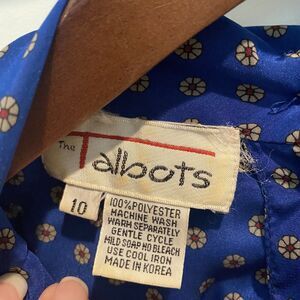 The Talbots
10
100% POLYESTER
MACHINE WASH
WARM SEPARATELY
GENTLE CYCLE
MILD SOAP NO BLEACH
USE COOL IRON
MADE IN KOREA